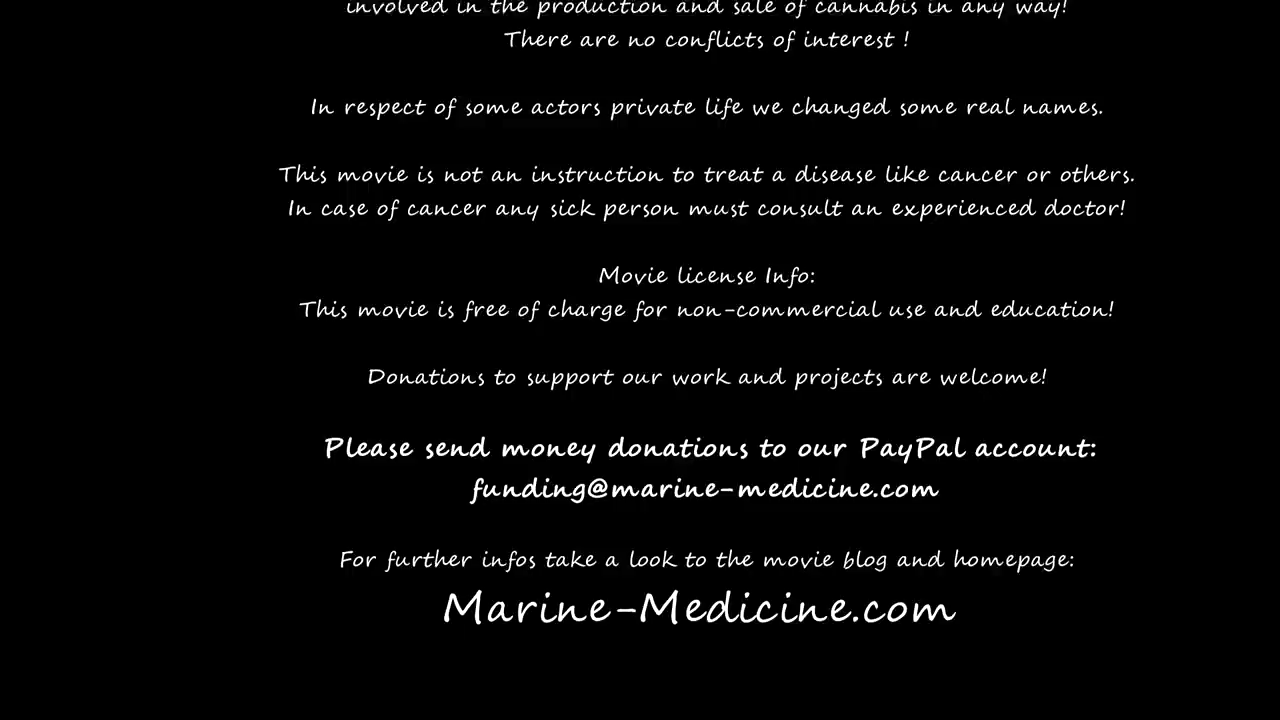 involved in the production and sale of cannabis in any way!
There are no conflicts of interest !
In respect of some actors private life we changed some real names.
This movie is not an instruction to treat a disease like cancer or others.
In case of cancer any sick person must consult an experienced doctor!
Movie license Info:
This movie is free of charge for non-commercial use and education!
Donations to support our work and projects are welcome!
Please send money donations to our PayPal account:
funding@marine-medicine.com
For further infos take a look to the movie blog and homepage:
Marine-Medicine.com